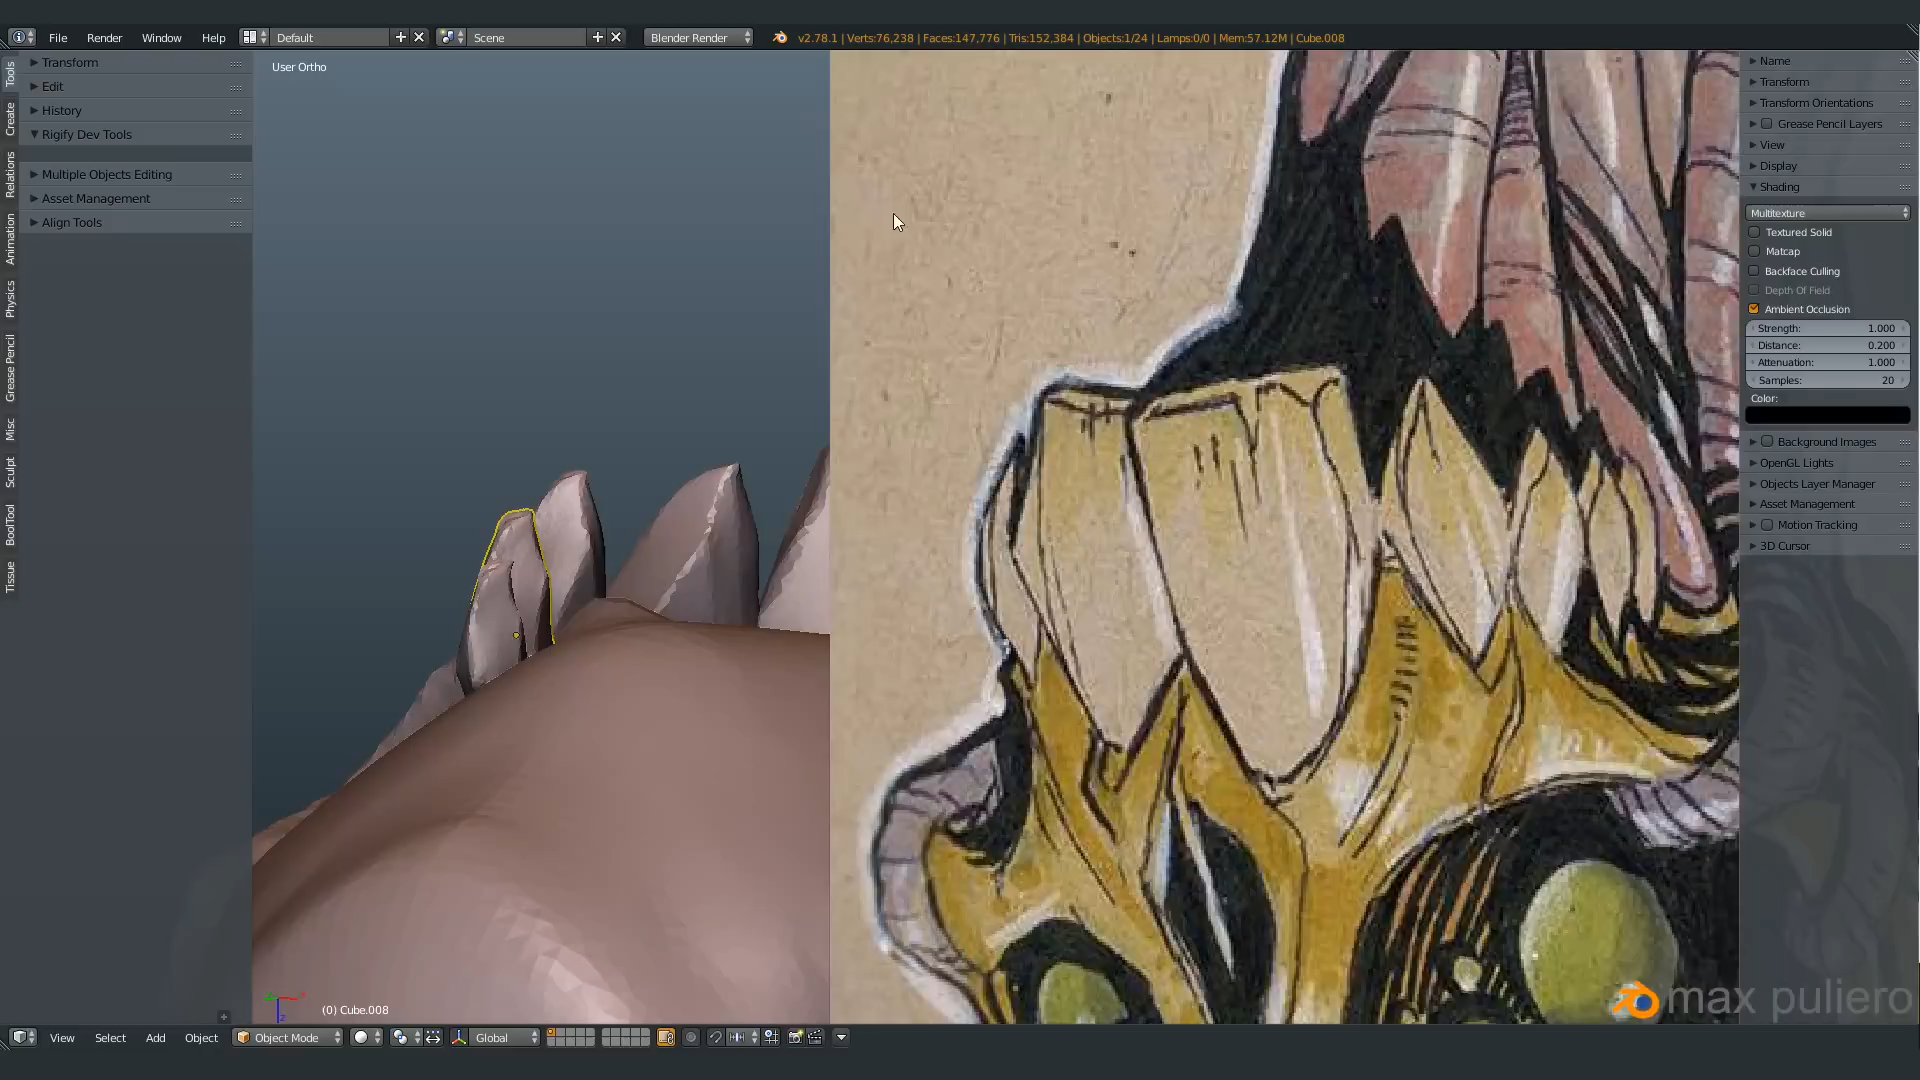 File Render Window Help Default Scene Blender Render v2.78.1 | Verts:76,238 | Faces:147,776 | Tris:152,384 | Objects:1/24 | Lamps:0/0 | Mem:57.12M | Cube.008
Tools
Create
Relations
Animation
Physics
Grease Pencil
Misc
Sculpt
BoolTool
Tissue
Transform
Edit
History
Rigify Dev Tools
Multiple Objects Editing
Asset Management
Align Tools
User Ortho
(0) Cube.008
Name
Transform
Transform Orientations
Grease Pencil Layers
View
Display
Shading
Multitexture
Textured Solid
Matcap
Backface Culling
Depth Of Field
Ambient Occlusion
Strength: 1.000
Distance: 0.200
Attenuation: 1.000
Samples: 20
Color:
Background Images
OpenGL Lights
Objects Layer Manager
Asset Management
Motion Tracking
3D Cursor
max puliero
View Select Add Object Object Mode Global